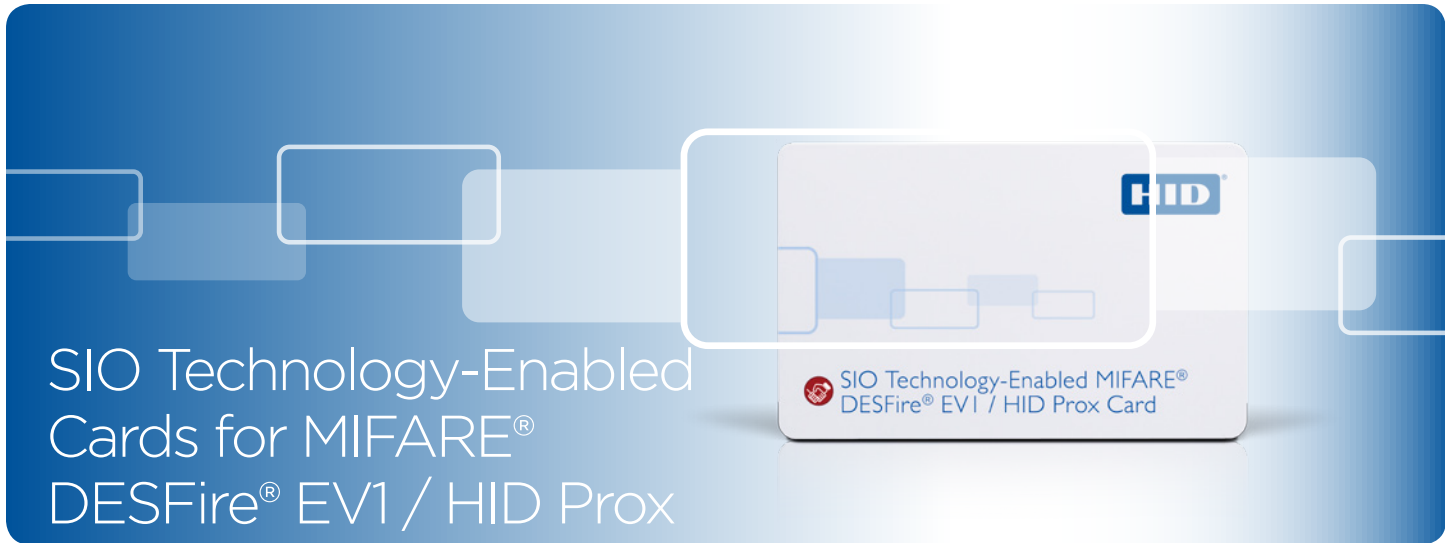 HID®
SIO Technology-Enabled MIFARE®
DESFire® EV1 / HID Prox Card
SIO Technology-Enabled
Cards for MIFARE®
DESFire® EV1 / HID Prox